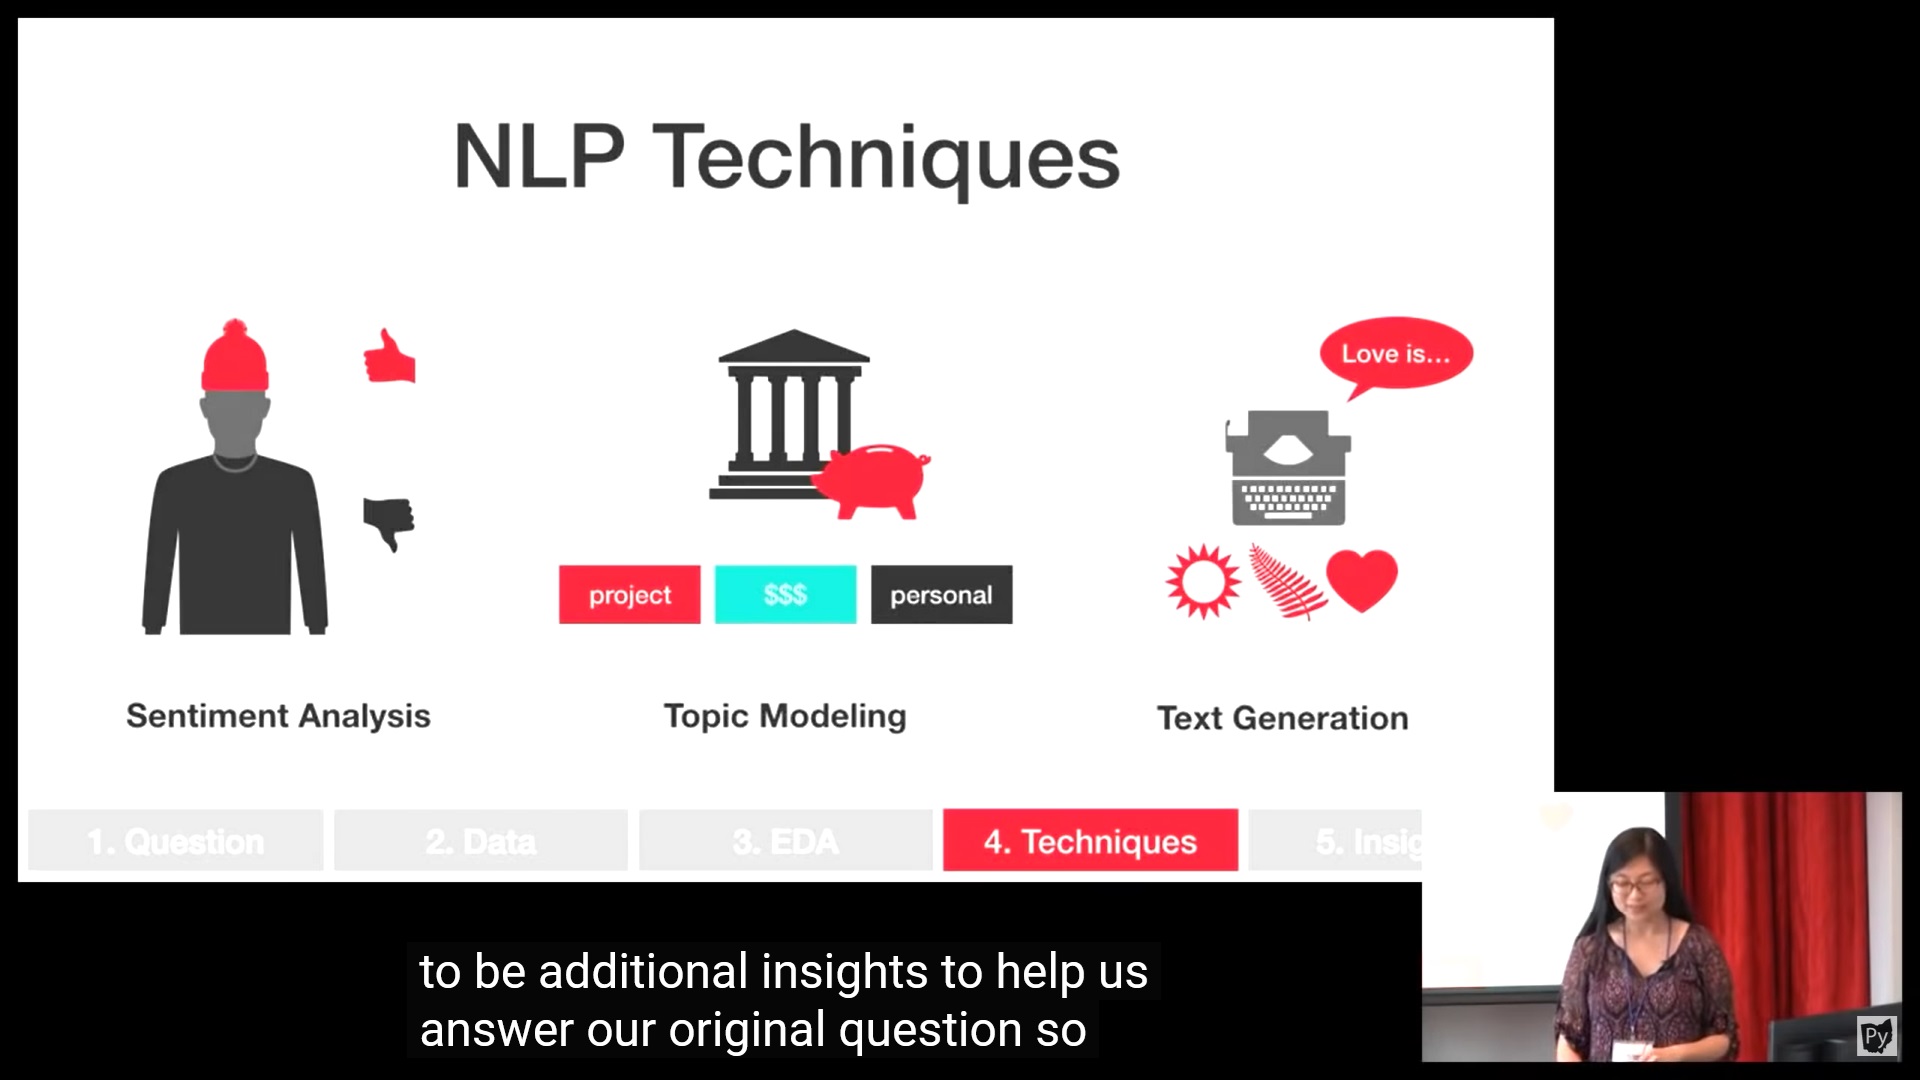 NLP Techniques
Love is...
project
$$$
personal
Sentiment Analysis
Topic Modeling
Text Generation
1. Question
2. Data
3. EDA
4. Techniques
5. Insig
to be additional insights to help us
answer our original question so
Py